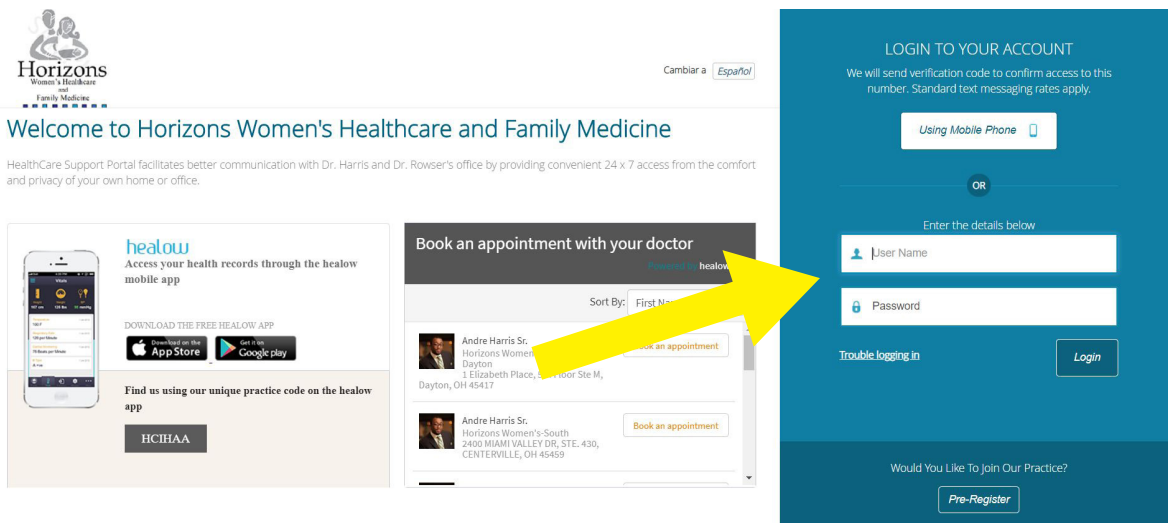 Horizons
Women's Healthcare
and
Family Medicine
Cambiar a Español
Welcome to Horizons Women's Healthcare and Family Medicine
HealthCare Support Portal facilitates better communication with Dr. Harris and Dr. Rowser's office by providing convenient 24 x 7 access from the comfort
and privacy of your own home or office.
healow
Access your health records through the healow
mobile app
DOWNLOAD THE FREE HEALOW APP
Download on the
App Store
Get it on
Google play
Find us using our unique practice code on the healow
app
HCIHAA
Vitals
Book an appointment with your doctor
Powered by healow
Sort By: First
Andre Harris Sr.
Horizons Women
Dayton
1 Elizabeth Place, Floor Ste M,
Dayton, OH 45417
Book an appointment
Andre Harris Sr.
Horizons Women's-South
2400 MIAMI VALLEY DR, STE. 430,
CENTERVILLE, OH 45459
Book an appointment
LOGIN TO YOUR ACCOUNT
We will send verification code to confirm access to this
number. Standard text messaging rates apply.
Using Mobile Phone
OR
Enter the details below
User Name
Password
Trouble logging in
Login
Would You Like To Join Our Practice?
Pre-Register